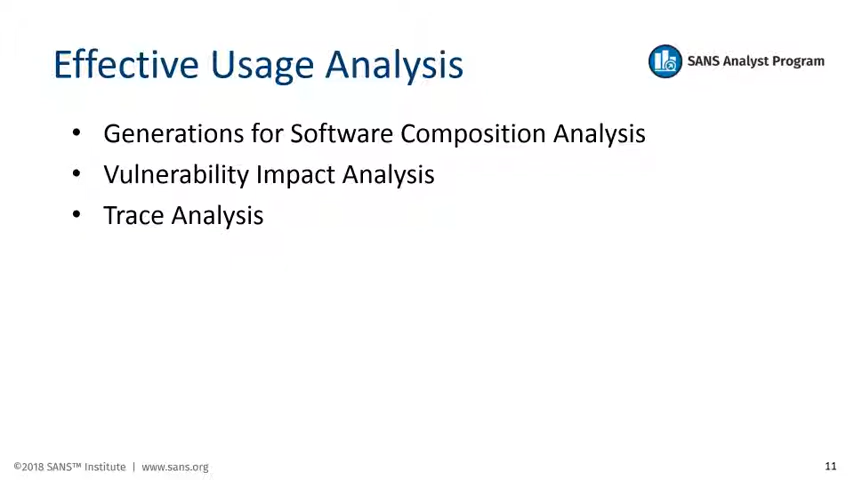 Effective Usage Analysis
SANS Analyst Program
• Generations for Software Composition Analysis
• Vulnerability Impact Analysis
• Trace Analysis
©2018 SANS™ Institute | www.sans.org
11